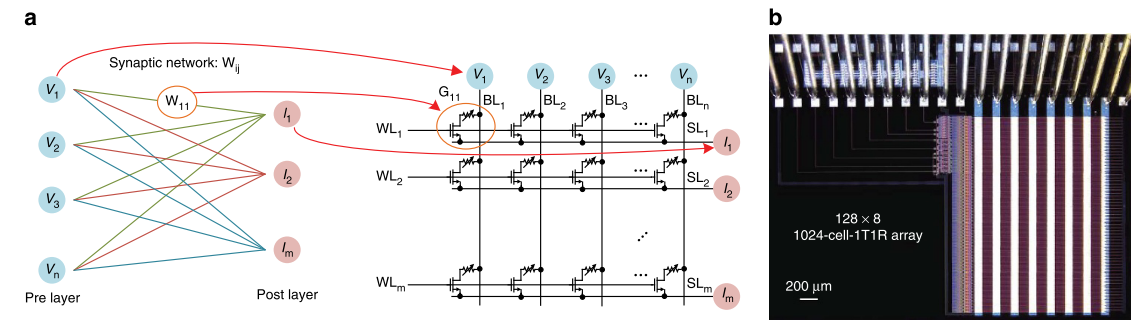 a
Synaptic network: Wij
V1
V2
V3
Vn
Pre layer
W11
I1
I2
Im
Post layer
V1 V2 V3 ... Vn
G11
BL1 BL2 BL3 BLn
WL1 ... SL1
I1
WL2 ... SL2
I2
...
WLm ... SLm
Im
b
128 × 8
1024-cell-1T1R array
200 μm